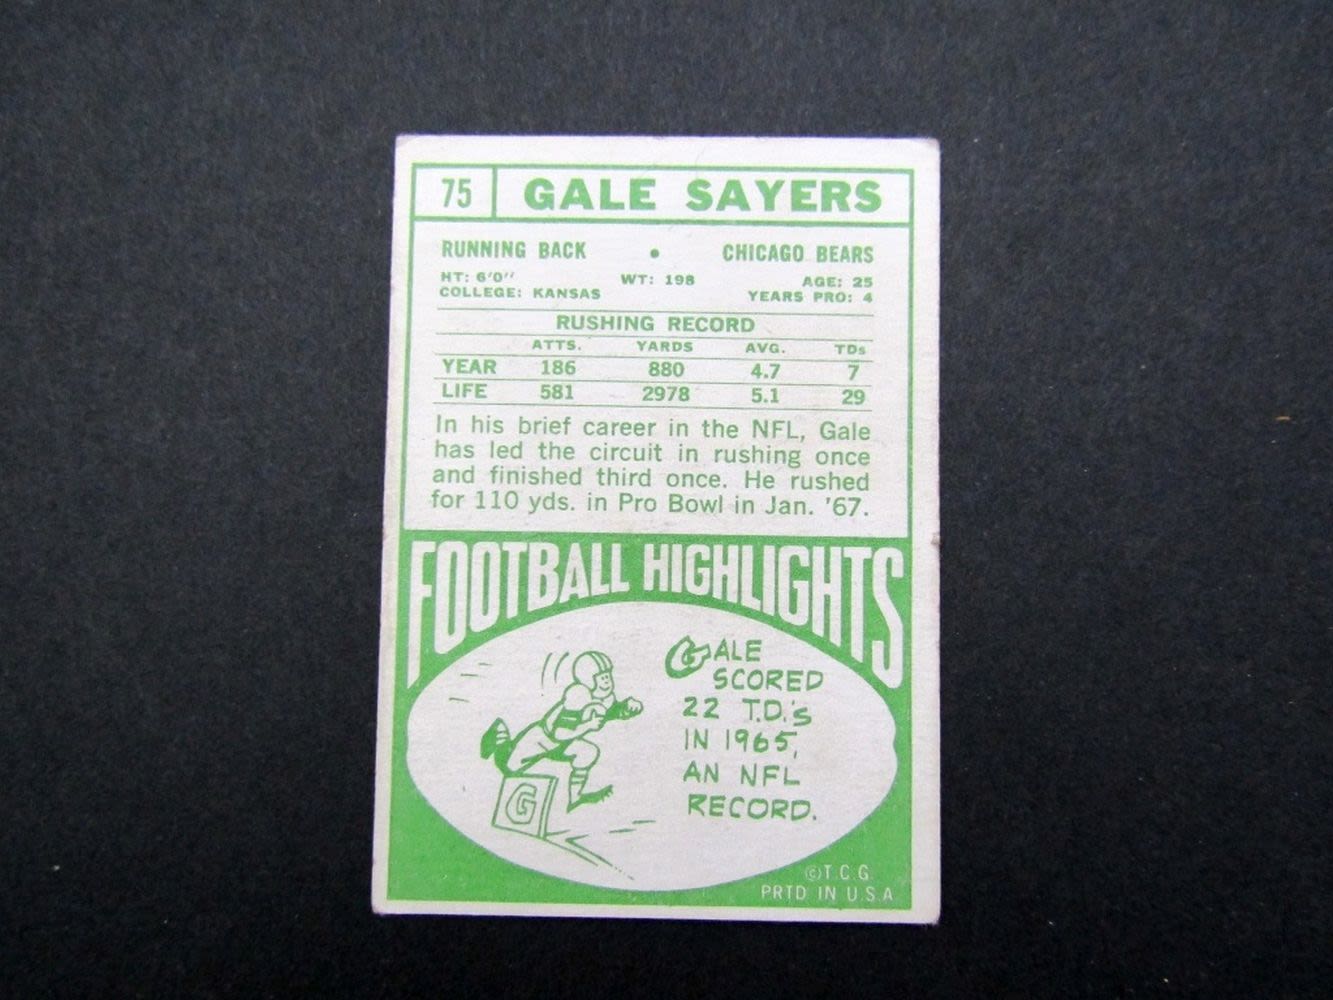 75 GALE SAYERS
RUNNING BACK • CHICAGO BEARS
HT: 6'0" WT: 198 AGE: 25
COLLEGE: KANSAS YEARS PRO: 4
RUSHING RECORD
ATTS. YARDS AVG. TDs
YEAR 186 880 4.7 7
LIFE 581 2978 5.1 29
In his brief career in the NFL, Gale
has led the circuit in rushing once
and finished third once. He rushed
for 110 yds. in Pro Bowl in Jan. '67.
FOOTBALL HIGHLIGHTS
GALE
SCORED
22 T.D.'S
IN 1965,
AN NFL
RECORD.
G
©T.C.G.
PRTD IN U.S.A